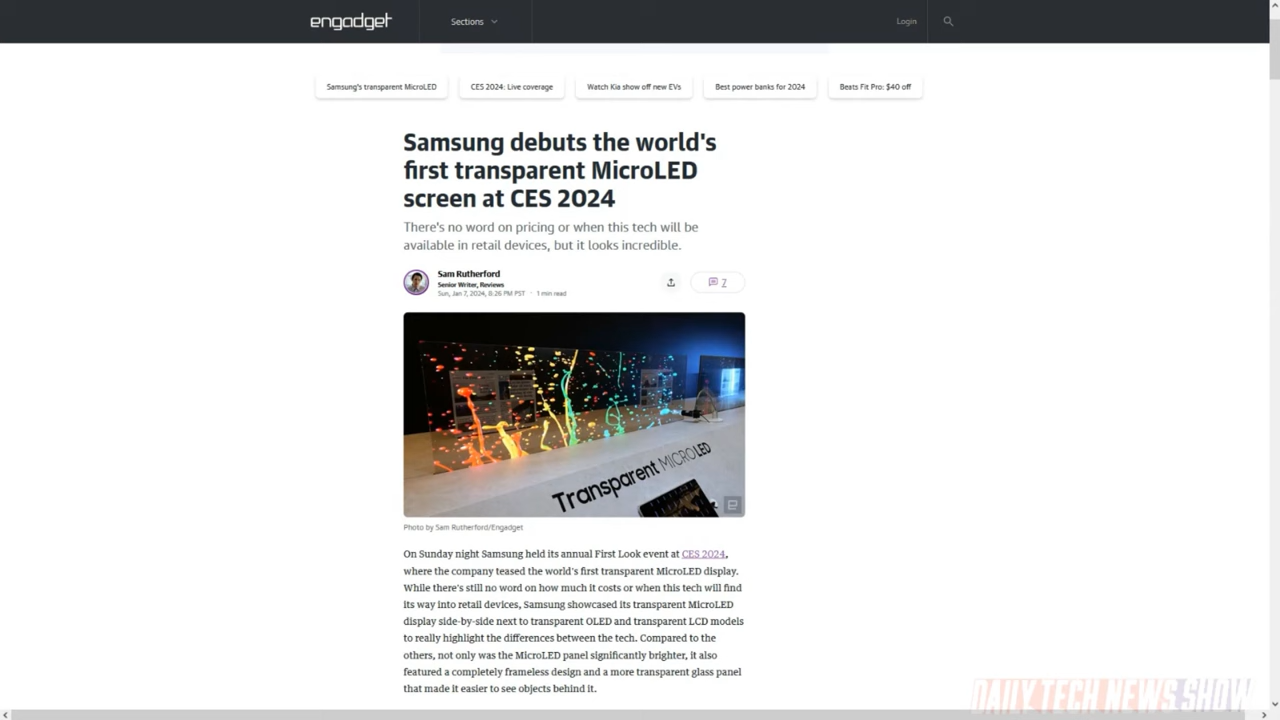 engadget
Sections
Login
Samsung's transparent MicroLED
CES 2024: Live coverage
Watch Kia show off new EVs
Best power banks for 2024
Beats Fit Pro: $40 off
Samsung debuts the world's
first transparent MicroLED
screen at CES 2024
There's no word on pricing or when this tech will be
available in retail devices, but it looks incredible.
Sam Rutherford
Senior Writer, Reviews
Sun, Jan 7, 2024, 8:26 PM PST · 1 min read
7
Transparent MICRO LED
Photo by Sam Rutherford/Engadget
On Sunday night Samsung held its annual First Look event at CES 2024,
where the company teased the world's first transparent MicroLED display.
While there's still no word on how much it costs or when this tech will find
its way into retail devices, Samsung showcased its transparent MicroLED
display side-by-side next to transparent OLED and transparent LCD models
to really highlight the differences between the tech. Compared to the
others, not only was the MicroLED panel significantly brighter, it also
featured a completely frameless design and a more transparent glass panel
that made it easier to see objects behind it.
DAILY TECH NEWS SHOW